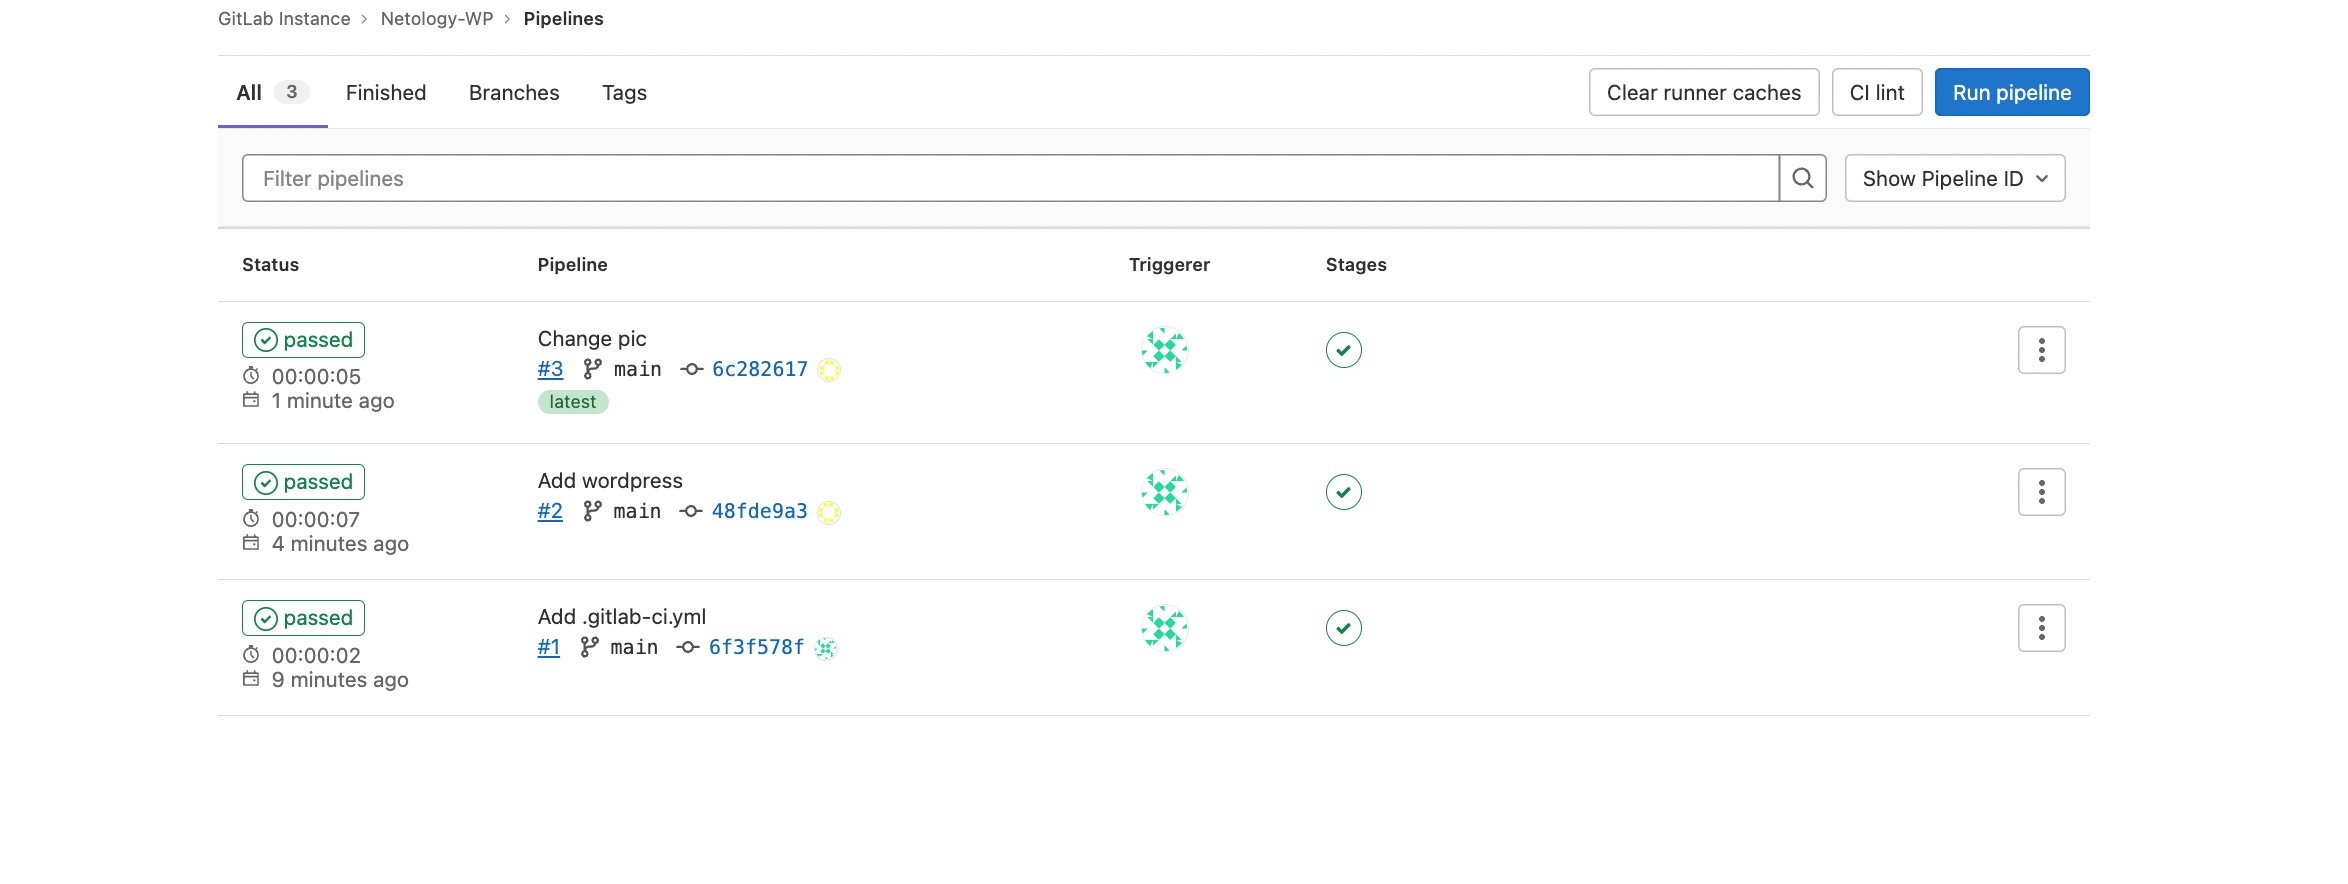 GitLab Instance › Netology-WP › Pipelines
All 3 Finished Branches Tags Clear runner caches CI lint Run pipeline
Filter pipelines Show Pipeline ID
Status Pipeline Triggerer Stages
passed Change pic
#3 main 6c282617
00:00:05
1 minute ago latest
passed Add wordpress
#2 main 48fde9a3
00:00:07
4 minutes ago
passed Add .gitlab-ci.yml
#1 main 6f3f578f
00:00:02
9 minutes ago